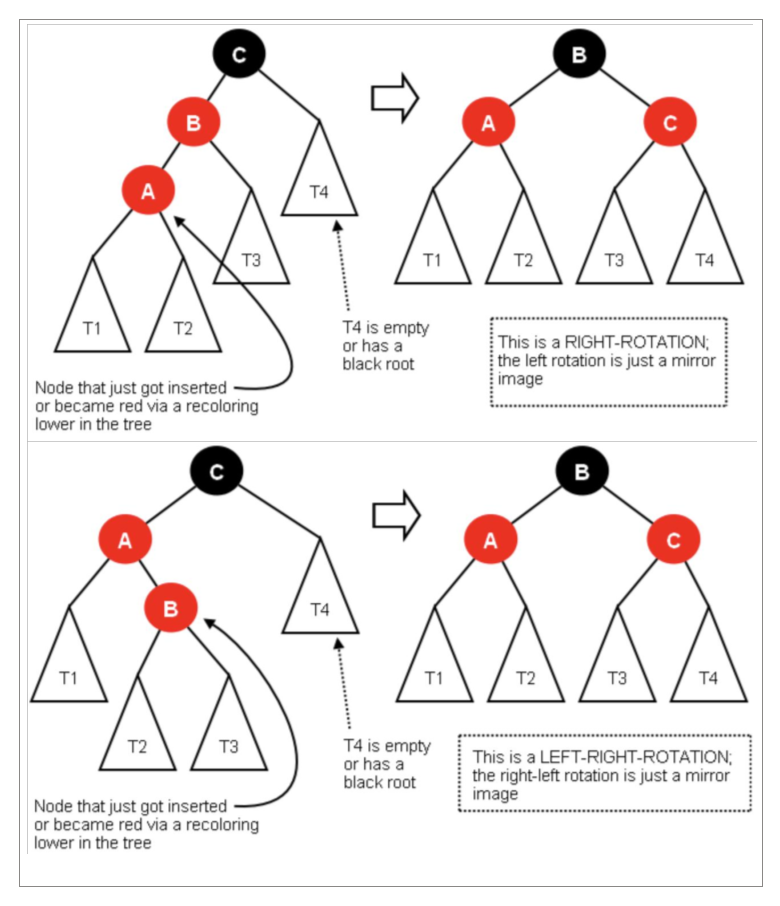 C
B
B
A
C
A
T4
T3
T1
T2
T3
T4
T1
T2
T4 is empty
or has a
black root
This is a RIGHT-ROTATION;
the left rotation is just a mirror
image
Node that just got inserted
or became red via a recoloring
lower in the tree
C
B
A
A
C
B
T4
T1
T1
T2
T3
T4
T2
T3
T4 is empty
or has a
black root
This is a LEFT-RIGHT-ROTATION;
the right-left rotation is just a mirror
image
Node that just got inserted
or became red via a recoloring
lower in the tree